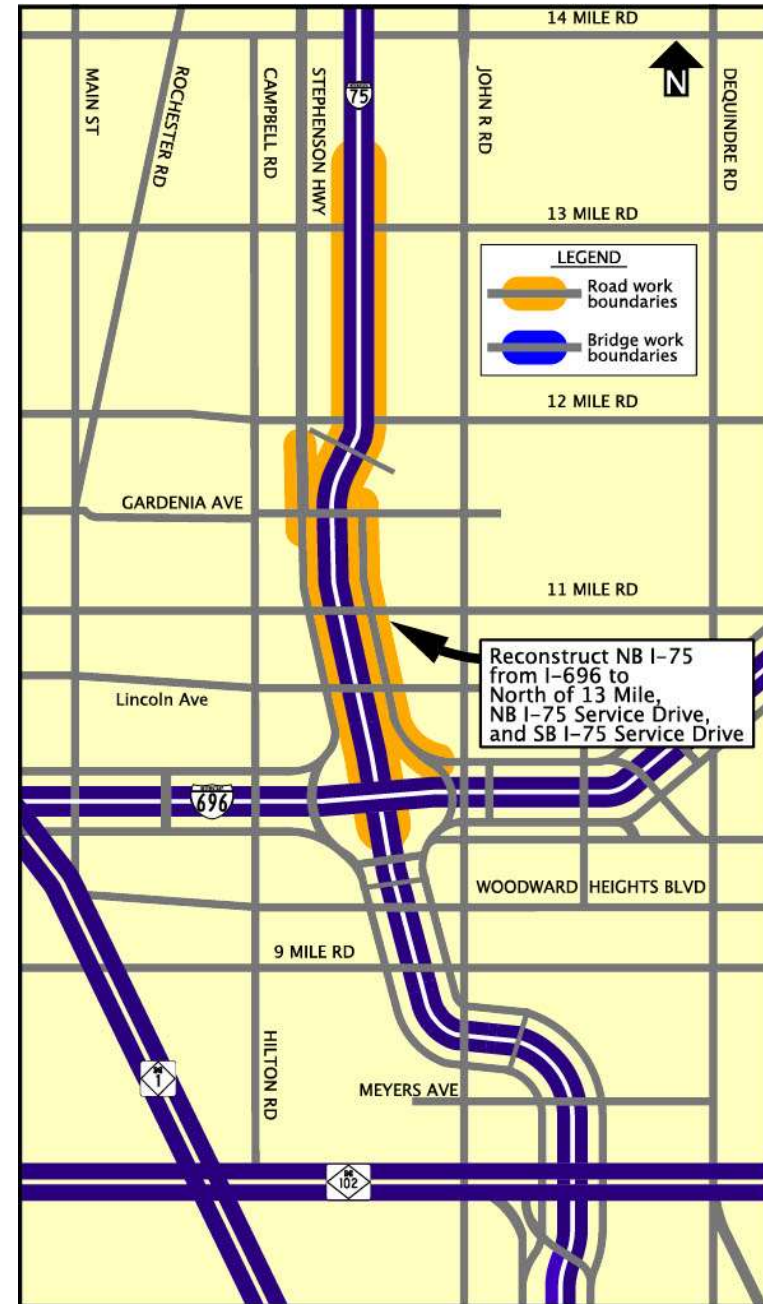 14 MILE RD
MAIN ST
ROCHESTER RD
CAMPBELL RD
STEPHENSON HWY
75
JOHN R RD
N
DEQUINDRE RD
13 MILE RD
LEGEND
Road work
boundaries
Bridge work
boundaries
12 MILE RD
GARDENIA AVE
11 MILE RD
Reconstruct NB I-75
from I-696 to
North of 13 Mile,
NB I-75 Service Drive,
and SB I-75 Service Drive
Lincoln Ave
696
WOODWARD HEIGHTS BLVD
9 MILE RD
HILTON RD
M
1
MEYERS AVE
M
102